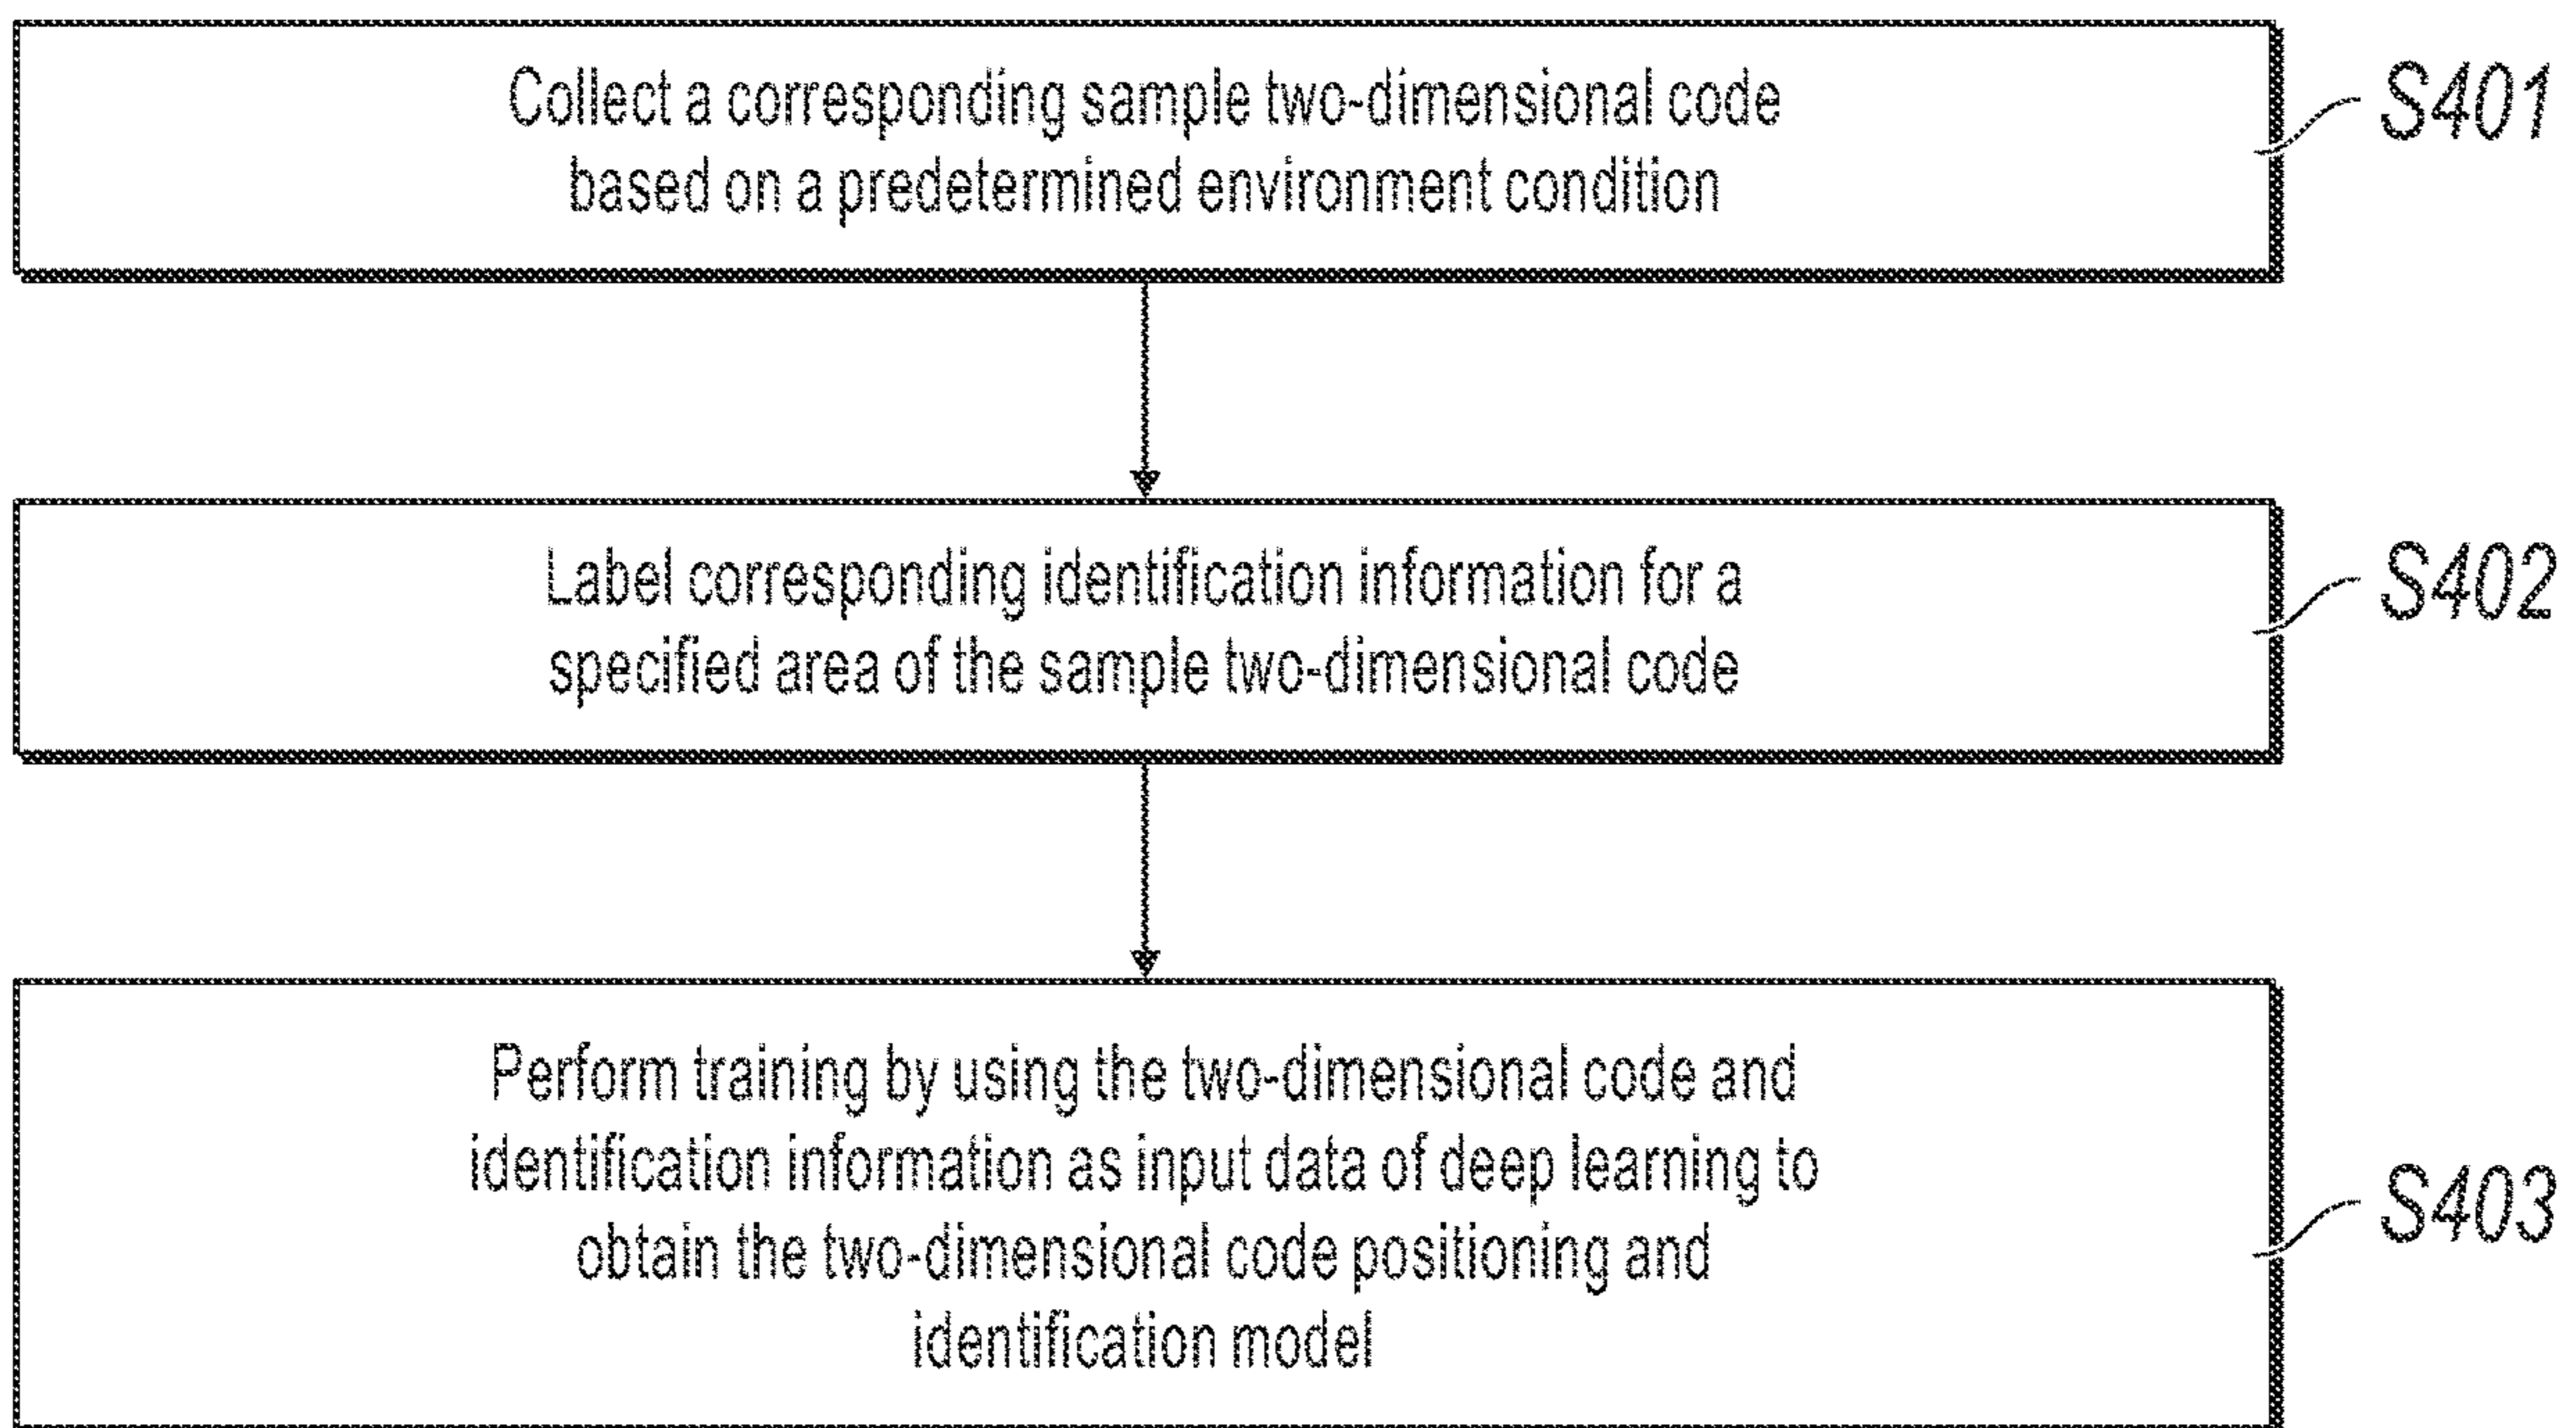 Collect a corresponding sample two-dimensional code
based on a predetermined environment condition
S401
Label corresponding identification information for a
specified area of the sample two-dimensional code
S402
Perform training by using the two-dimensional code and
identification information as input data of deep learning to
obtain the two-dimensional code positioning and
identification model
S403